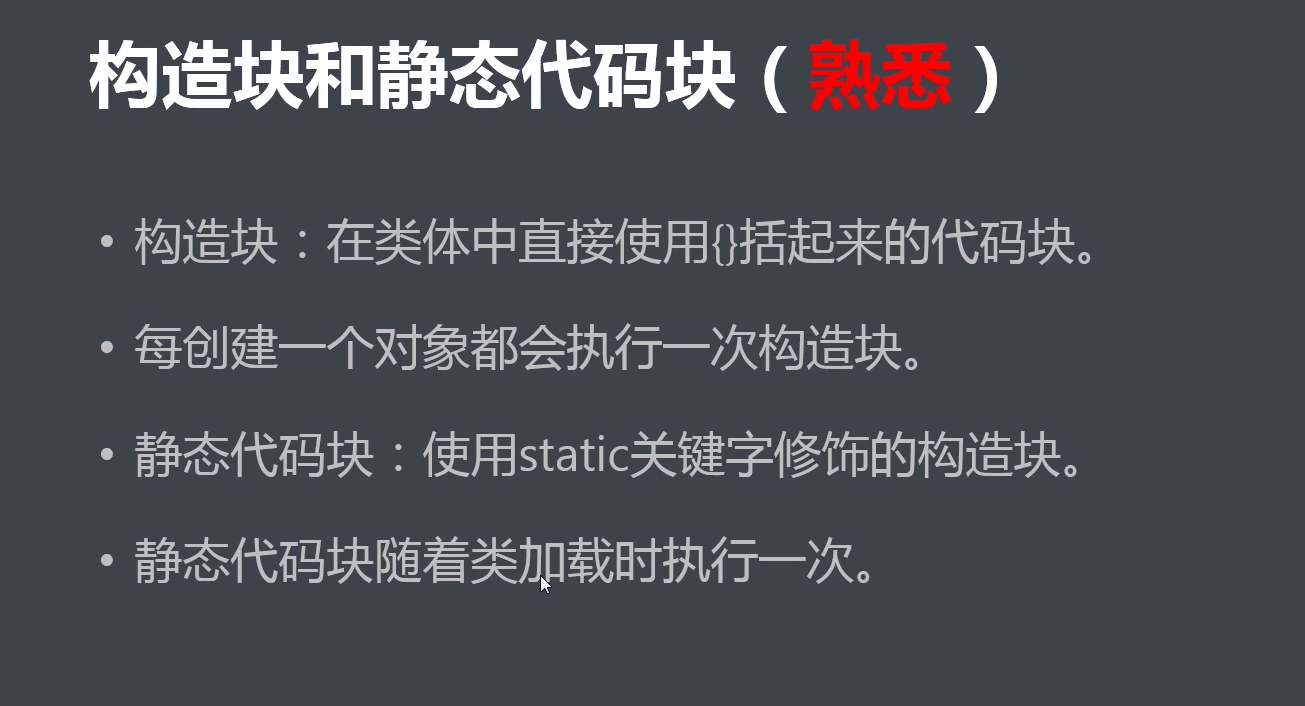 构造块和静态代码块（熟悉）
• 构造块：在类体中直接使用{}括起来的代码块。
• 每创建一个对象都会执行一次构造块。
• 静态代码块：使用static关键字修饰的构造块。
• 静态代码块随着类加载时执行一次。